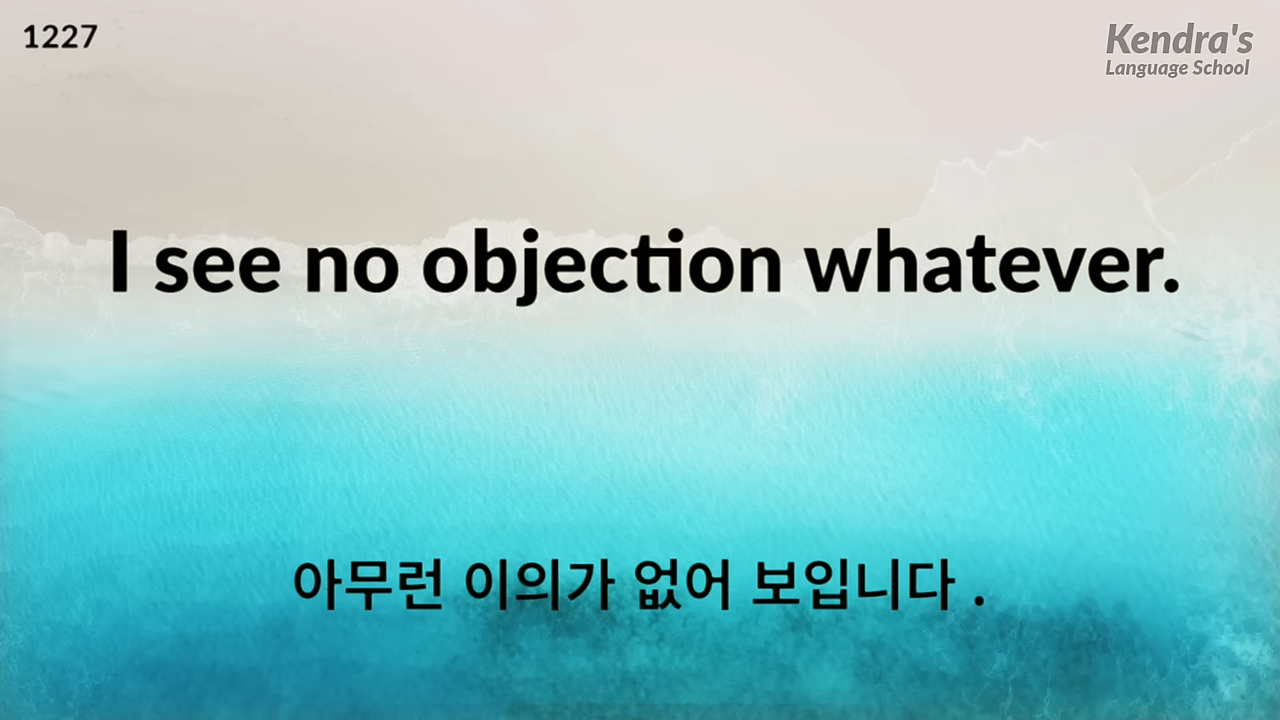 1227
Kendra's
Language School
I see no objection whatever.
아무런 이의가 없어 보입니다 .